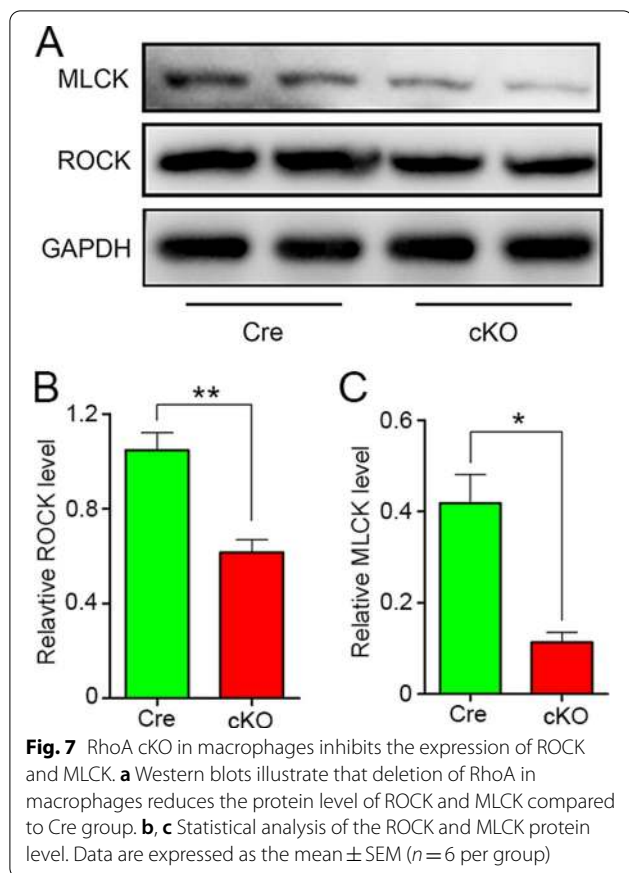 A
MLCK
ROCK
GAPDH
Cre cKO
B
Relavtive ROCK level
1.2
0.8
0.4
0
**
Cre cKO
C
Relative MLCK level
0.6
0.4
0.2
0
*
Cre cKO
Fig. 7 RhoA cKO in macrophages inhibits the expression of ROCK
and MLCK. a Western blots illustrate that deletion of RhoA in
macrophages reduces the protein level of ROCK and MLCK compared
to Cre group. b, c Statistical analysis of the ROCK and MLCK protein
level. Data are expressed as the mean ± SEM (n = 6 per group)